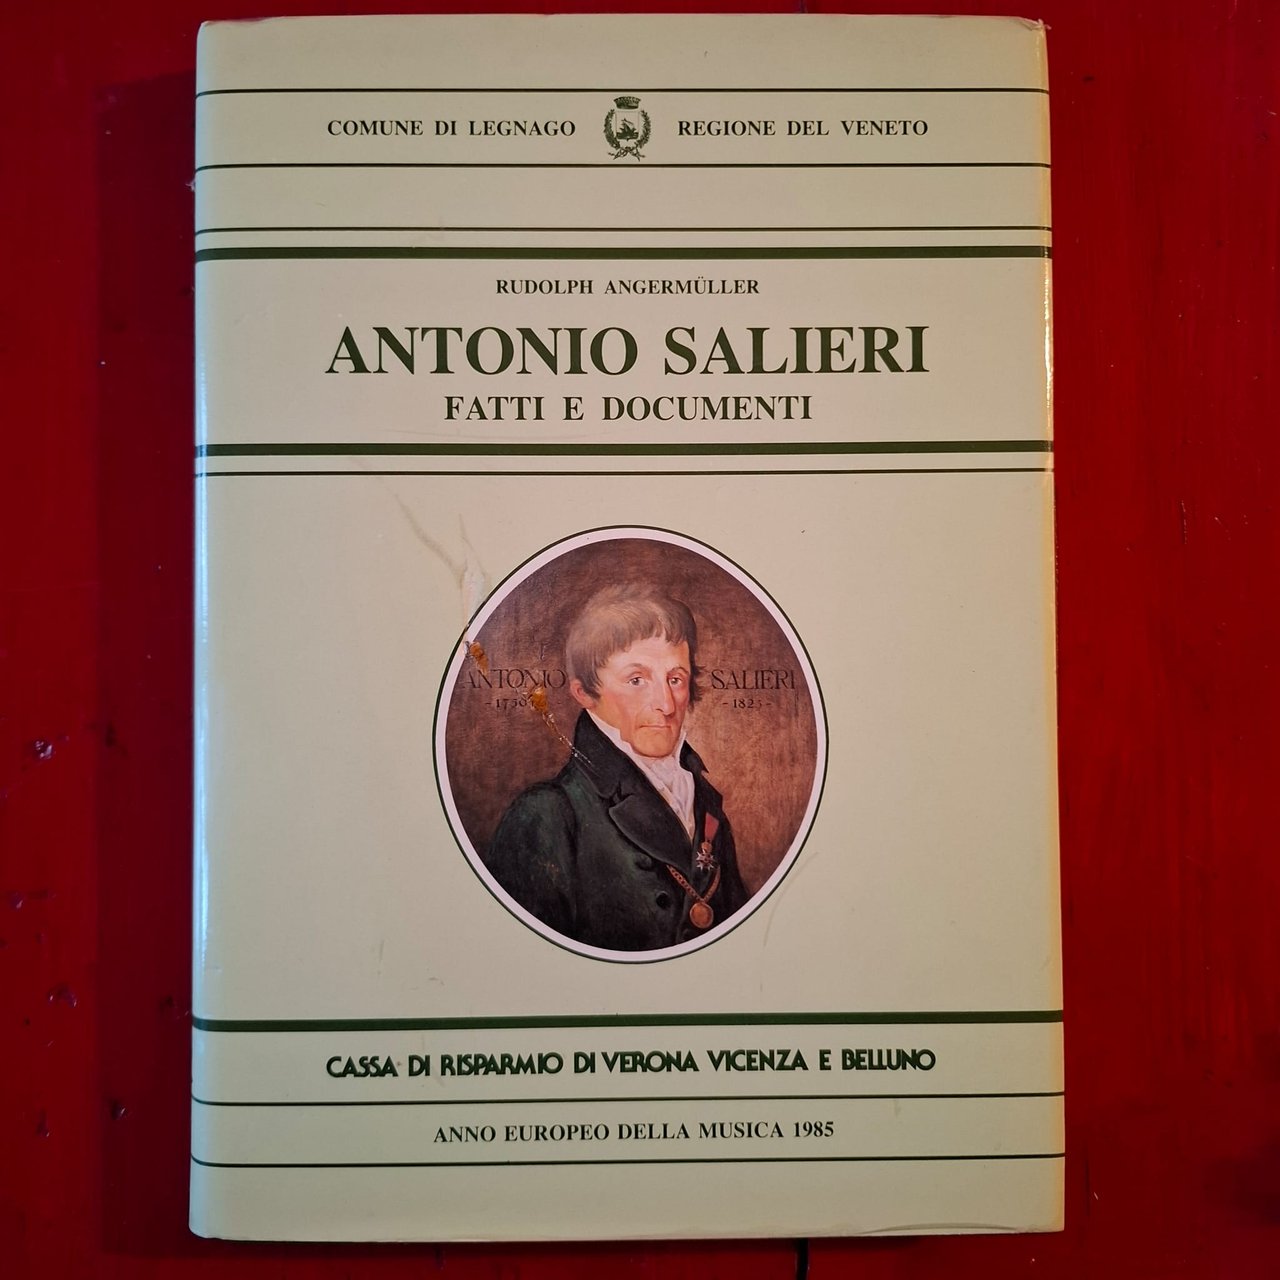 COMUNE DI LEGNAGO REGIONE DEL VENETO
RUDOLPH ANGERMÜLLER
ANTONIO SALIERI
FATTI E DOCUMENTI
ANTONIO SALIERI
CASSA DI RISPARMIO DI VERONA VICENZA E BELLUNO
ANNO EUROPEO DELLA MUSICA 1985